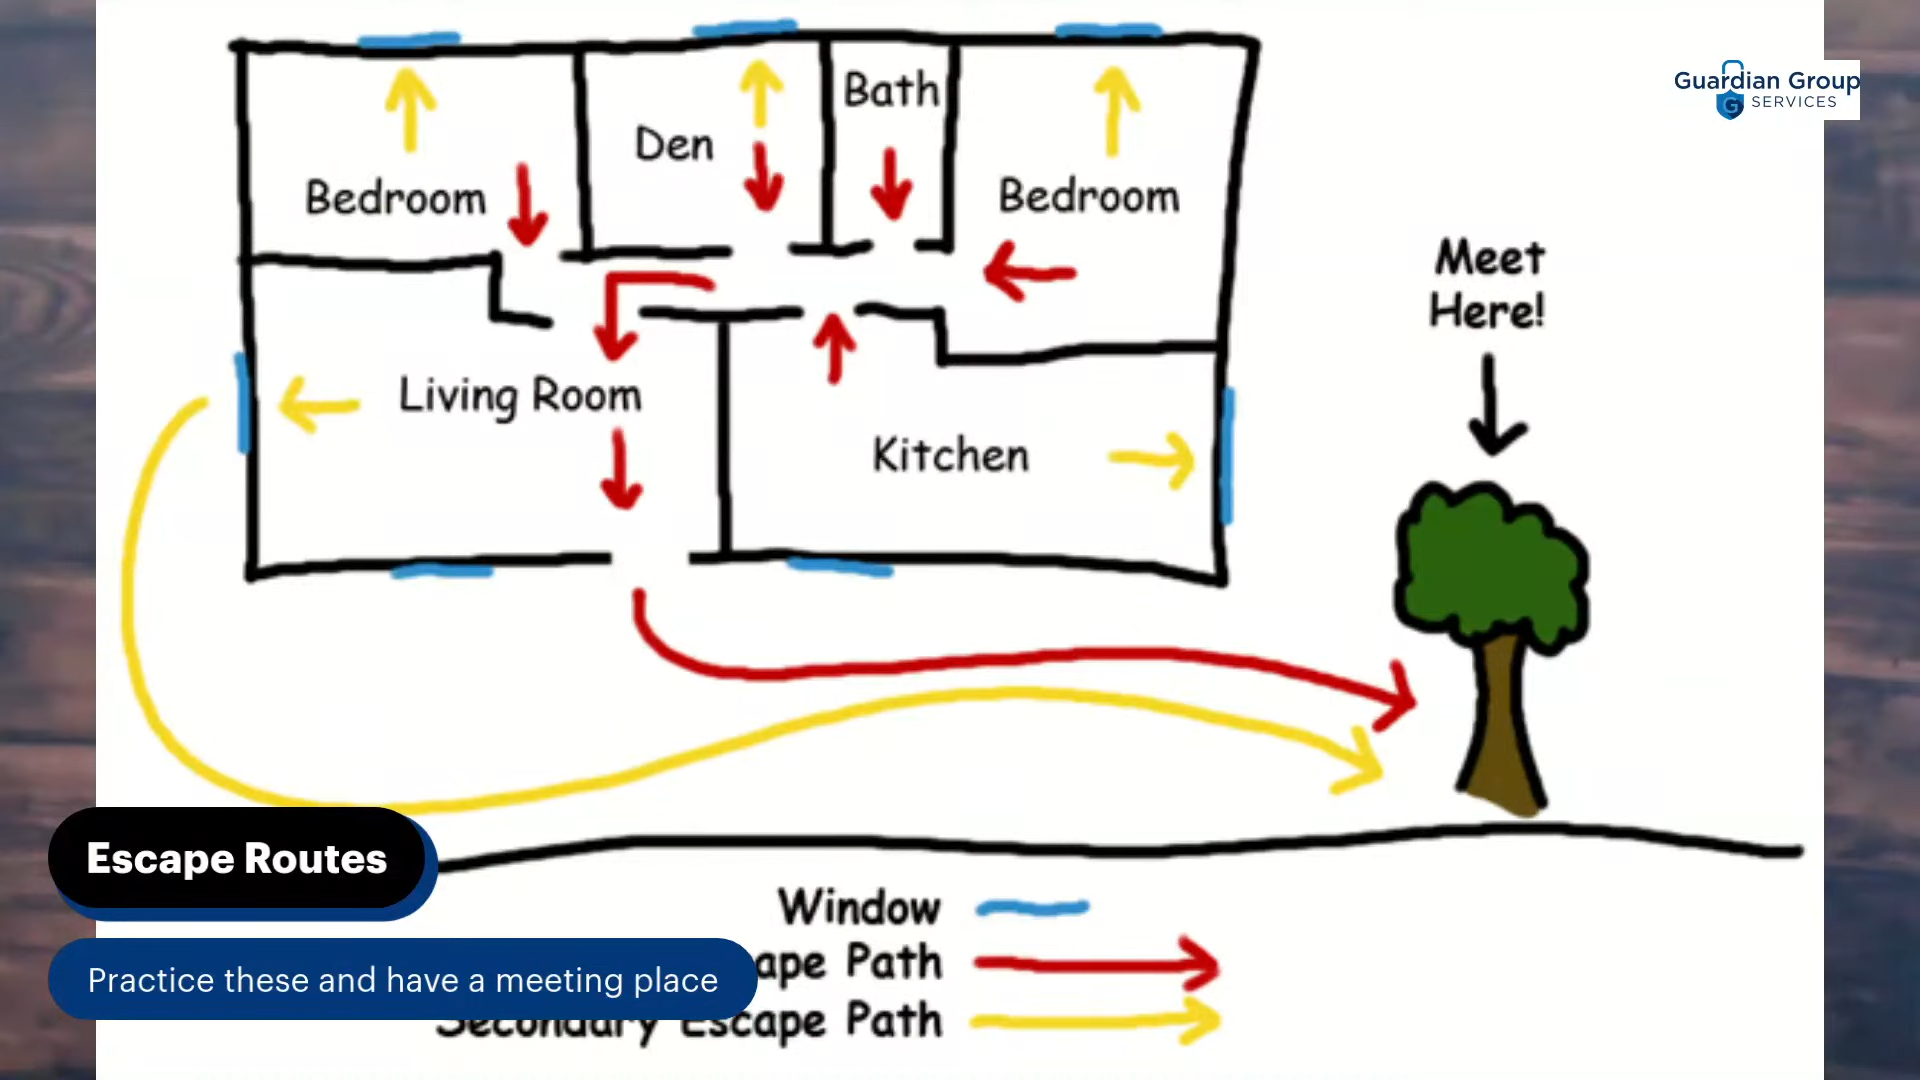 Bath
Den
Bedroom
Bedroom
Guardian Group
G SERVICES
Meet
Here!
Living Room
Kitchen
Escape Routes
Practice these and have a meeting place
Window
Path
Secondary Escape Path